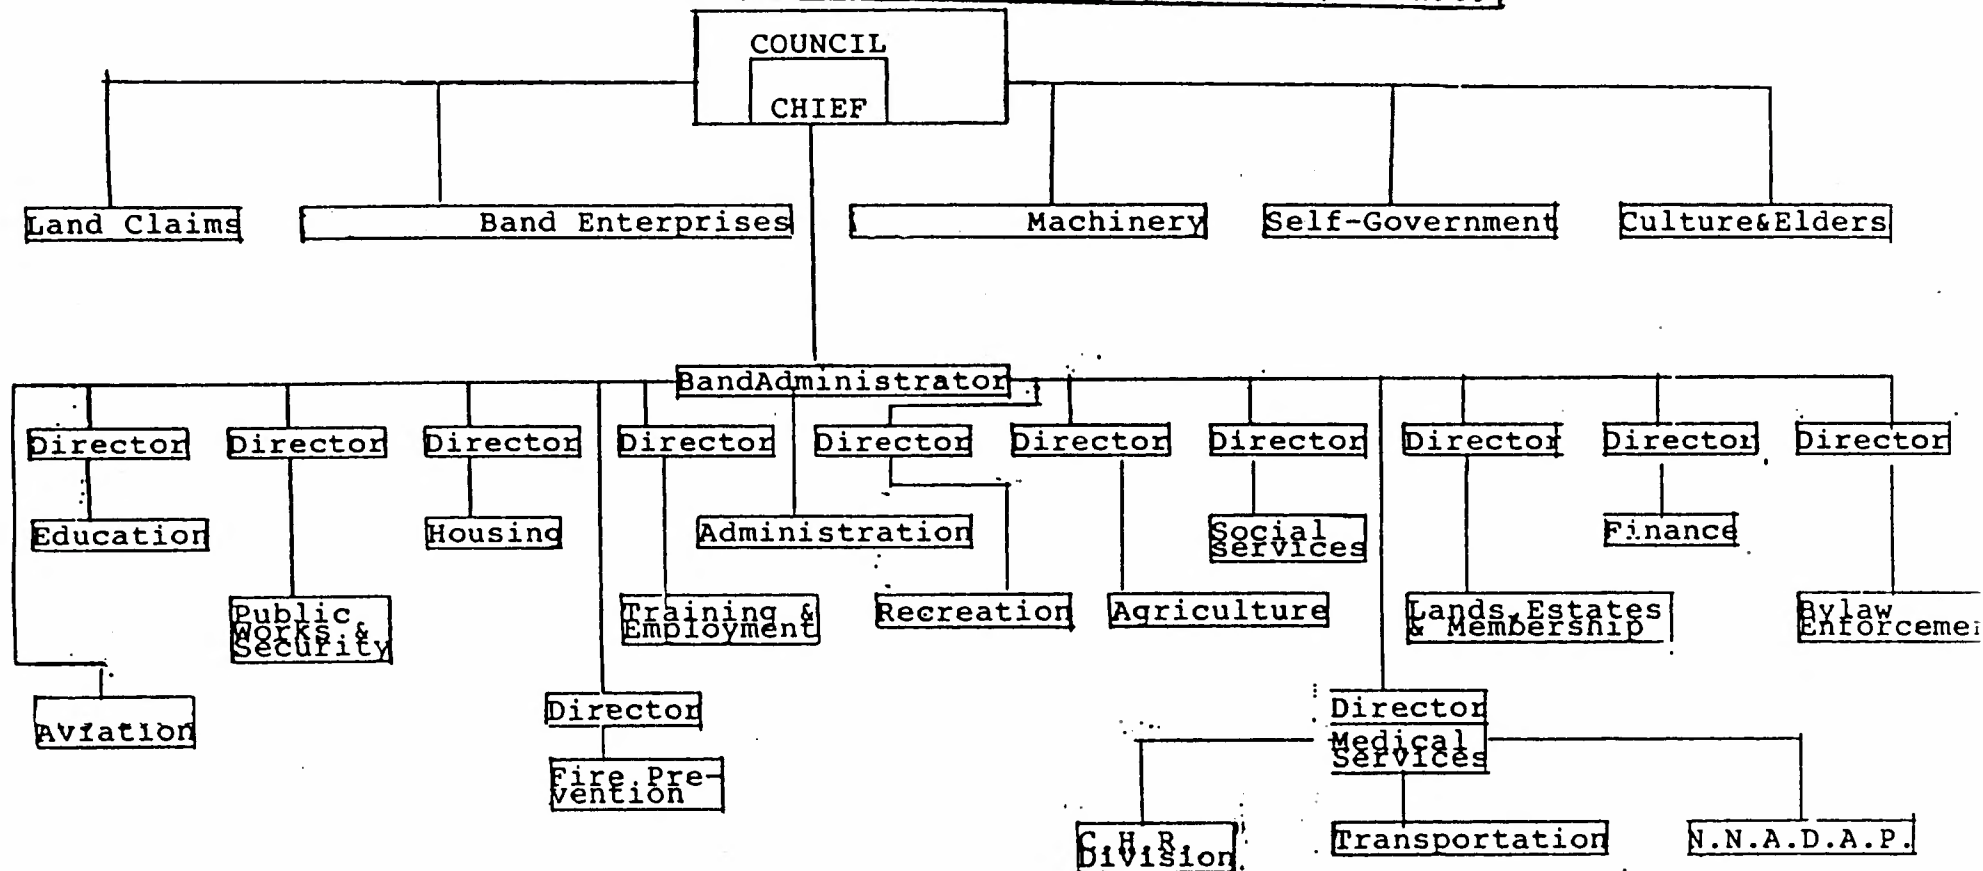 COUNCIL
CHIEF
Land Claims
Band Enterprises
Machinery
Self-Government
Culture&Elders
BandAdministrator
Director
Director
Director
Director
Director
Director
Director
Director
Director
Director
Education
Housing
Administration
Social
services
Finance
Public
Works &
Security
Training &
Employment
Recreation
Agriculture
Lands,Estates
& Membership
Bylaw
Enforcemen
Aviation
Director
Fire Pre-
vention
Director
Medical
Services
C.H.R.
Division
Transportation
N.N.A.D.A.P.